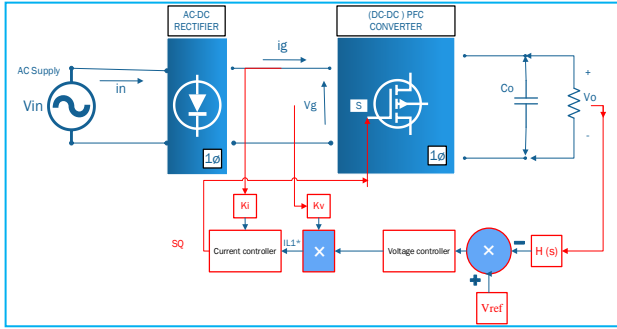 AC-DC
RECTIFIER
(DC-DC ) PFC
CONVERTER
AC Supply
in
Vin
ig
Vg
S
1ø
1ø
Co
+
Vo
-
Ki
Kv
SQ
Current controller
IL1*
×
Voltage controller
×
-
+
H (s)
Vref